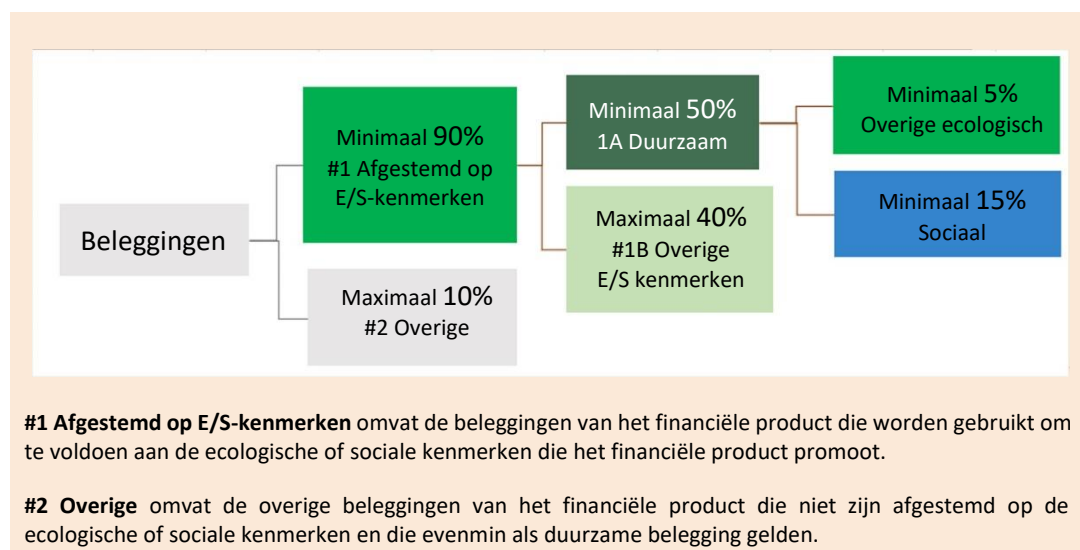 Beleggingen
Minimaal 90%
#1 Afgestemd op
E/S-kenmerken
Maximaal 10%
#2 Overige
Minimaal 50%
1A Duurzaam
Maximaal 40%
#1B Overige
E/S kenmerken
Minimaal 5%
Overige ecologisch
Minimaal 15%
Sociaal
#1 Afgestemd op E/S-kenmerken omvat de beleggingen van het financiële product die worden gebruikt om
te voldoen aan de ecologische of sociale kenmerken die het financiële product promoot.
#2 Overige omvat de overige beleggingen van het financiële product die niet zijn afgestemd op de
ecologische of sociale kenmerken en die evenmin als duurzame belegging gelden.